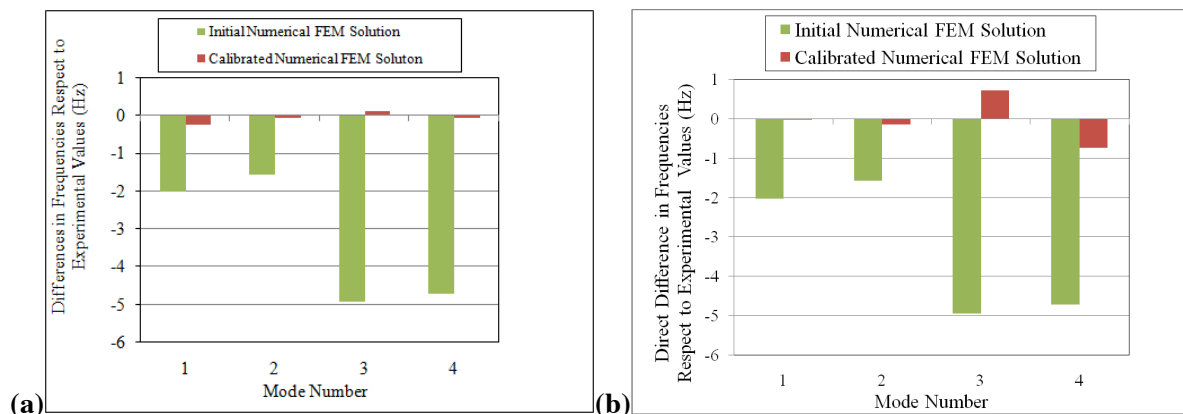 Initial Numerical FEM Solution
Calibrated Numerical FEM Soluton
Differences in Frequencies Respect to
Experimental Values (Hz)
1
0
-1
-2
-3
-4
-5
-6
1 2 3 4
Mode Number
(a)
Initial Numerical FEM Solution
Calibrated Numerical FEM Solution
Direct Difference in Frequencies
Respect to Experimental Values (Hz)
1
0
-1
-2
-3
-4
-5
-6
1 2 3 4
Mode Number
(b)